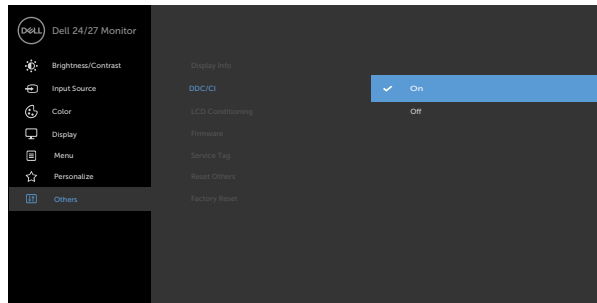 DELL Dell 24/27 Monitor
Brightness/Contrast
Input Source
Color
Display
Menu
Personalize
Others
Display Info
DDC/CI
LCD Conditioning
Firmware
Service Tag
Reset Others
Factory Reset
On
Off